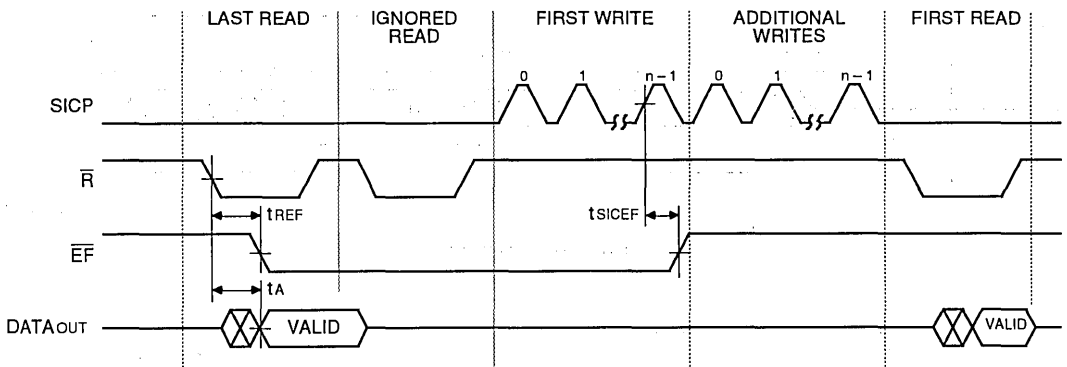 LAST READ
IGNORED READ
FIRST WRITE
ADDITIONAL WRITES
FIRST READ
0 1 n-1 0 1 n-1
SICP
R
tREF
tSICEF
EF
tA
DATAOUT
VALID
VALID